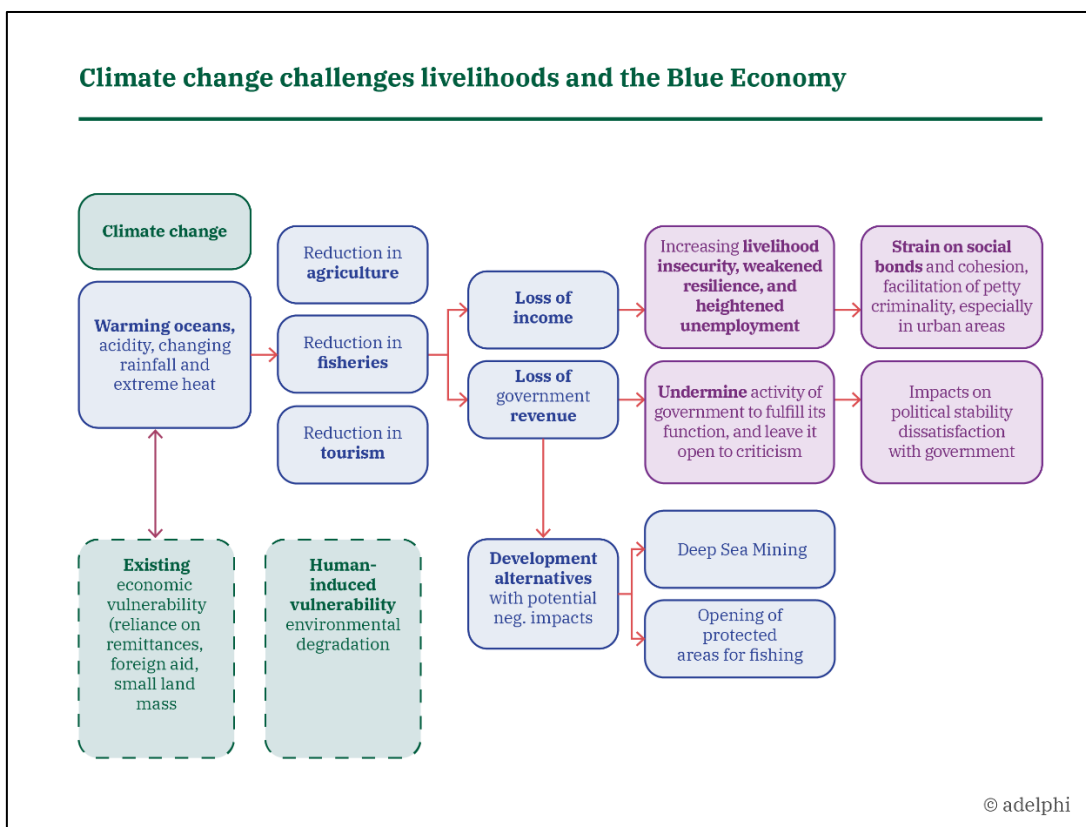 Climate change challenges livelihoods and the Blue Economy
Climate change
Warming oceans,
acidity, changing
rainfall and
extreme heat
Reduction in
agriculture
Reduction in
fisheries
Reduction in
tourism
Loss of
income
Loss of
government
revenue
Increasing livelihood
insecurity, weakened
resilience, and
heightened
unemployment
Strain on social
bonds and cohesion,
facilitation of petty
criminality, especially
in urban areas
Undermine activity of
government to fulfill its
function, and leave it
open to criticism
Impacts on
political stability
dissatisfaction
with government
Existing
economic
vulnerability
(reliance on
remittances,
foreign aid,
small land
mass
Human-
induced
vulnerability
environmental
degradation
Development
alternatives
with potential
neg. impacts
Deep Sea Mining
Opening of
protected
areas for fishing
© adelphi